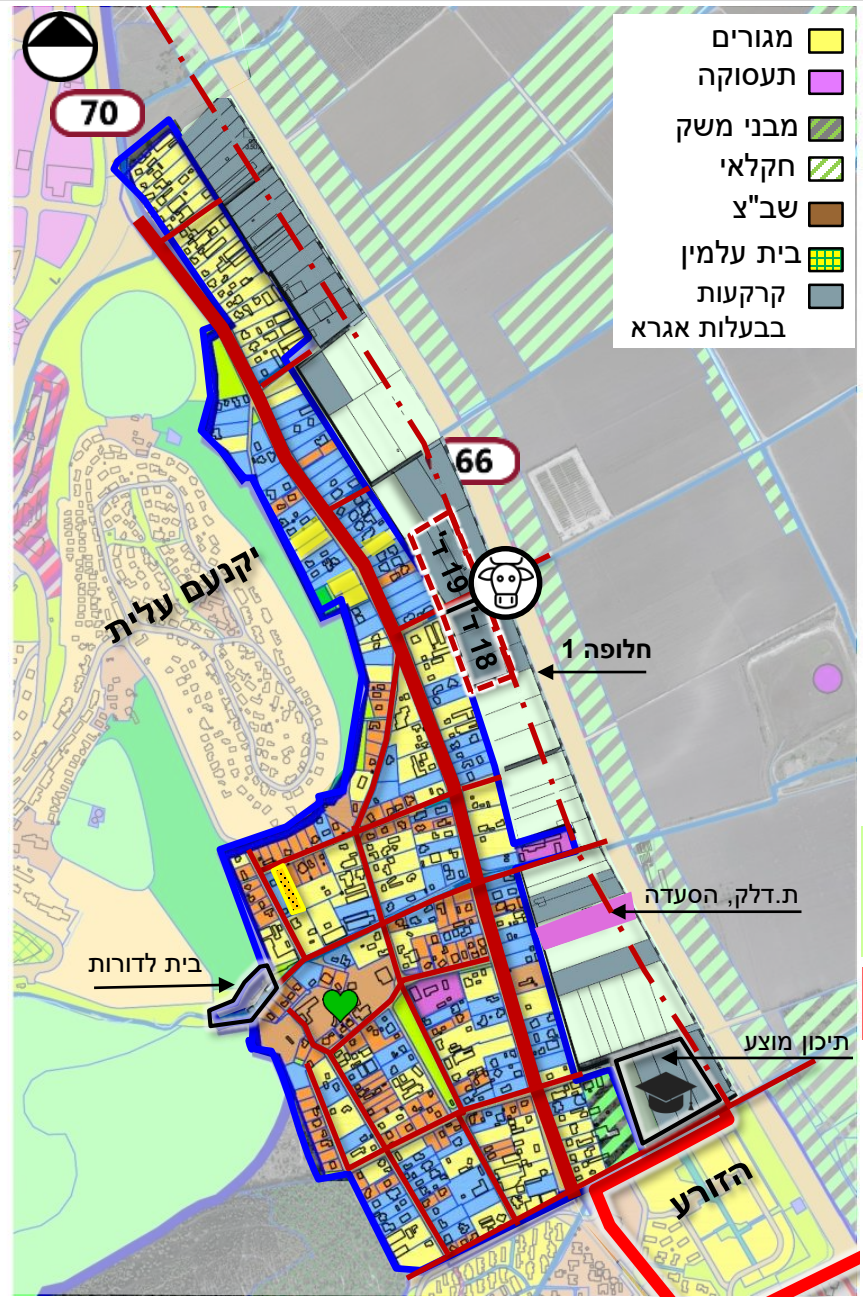 מגורים
תעסוקה
מבני משק
חקלאי
שב"צ
בית עלמין
קרקעות
בבעלות אגרא
70
66
19 ד'
18 ד'
חלופה 1
יקנעם עלית
ת.דלק, הסעדה
בית לדורות
תיכון מוצע
הזורע